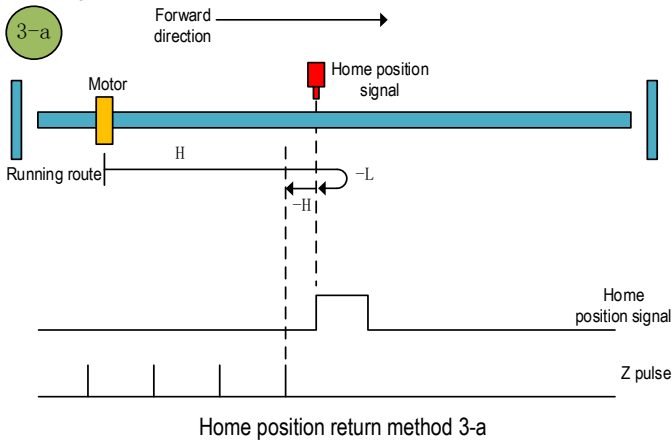 3-a
Forward
direction
Home position
signal
Motor
H
Running route
-L
-H
Home
position signal
Z pulse
Home position return method 3-a